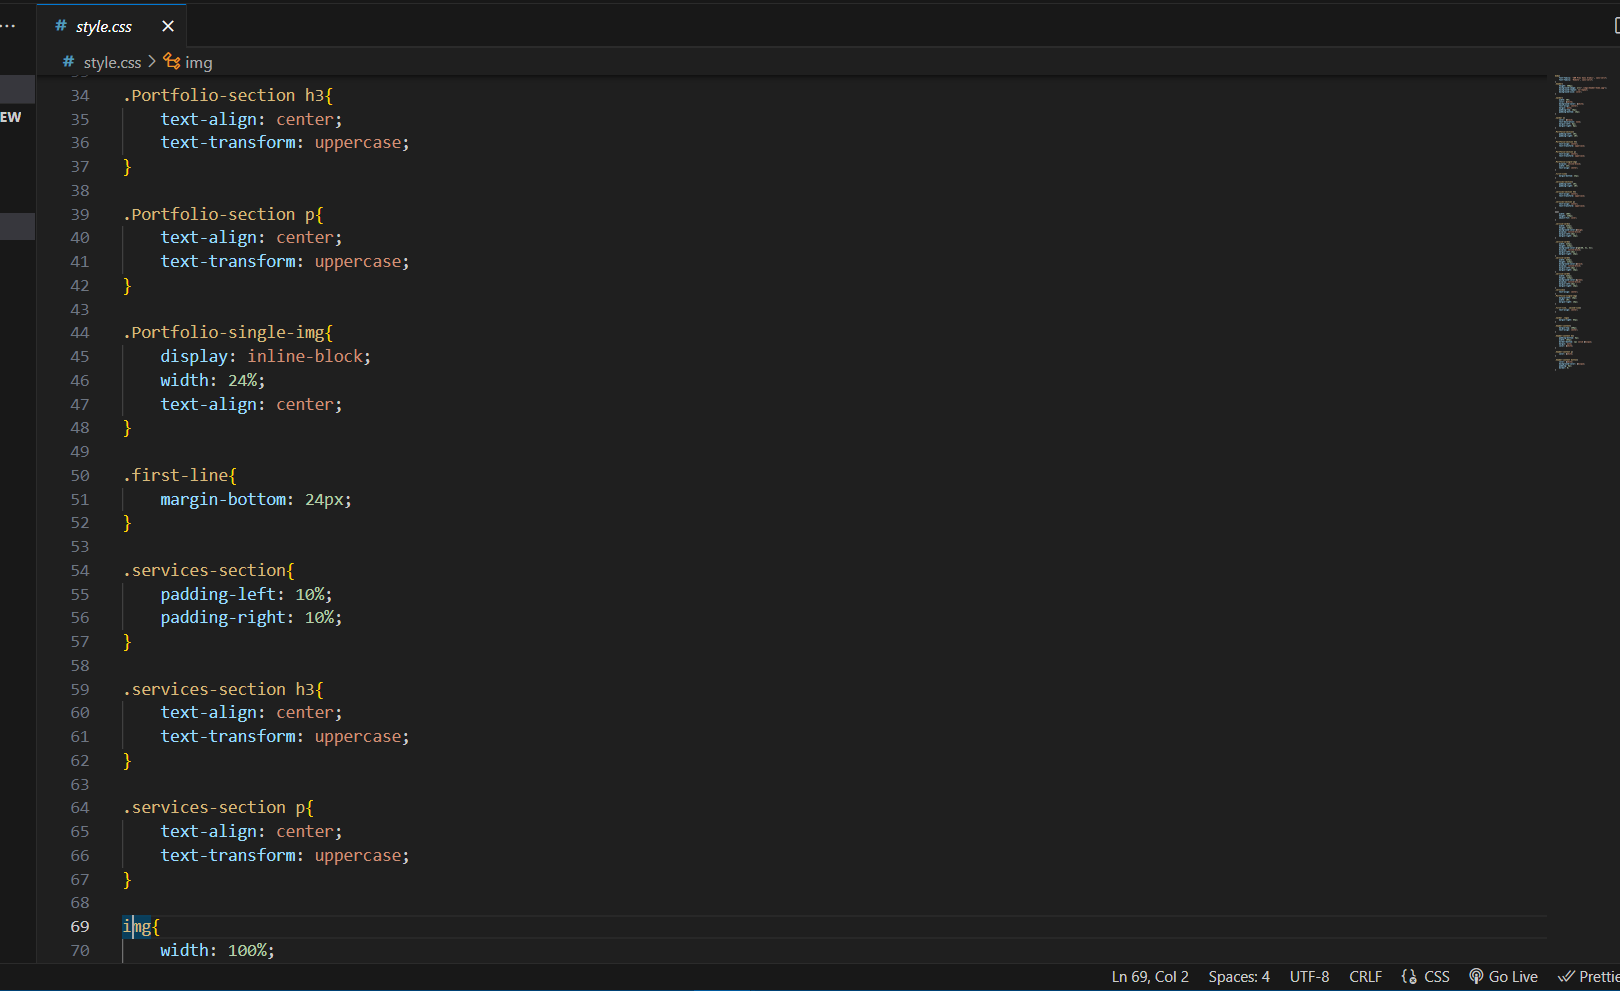 ...
# style.css ×
# style.css > img
EW
34 .Portfolio-section h3{
35 text-align: center;
36 text-transform: uppercase;
37 }
38
39 .Portfolio-section p{
40 text-align: center;
41 text-transform: uppercase;
42 }
43
44 .Portfolio-single-img{
45 display: inline-block;
46 width: 24%;
47 text-align: center;
48 }
49
50 .first-line{
51 margin-bottom: 24px;
52 }
53
54 .services-section{
55 padding-left: 10%;
56 padding-right: 10%;
57 }
58
59 .services-section h3{
60 text-align: center;
61 text-transform: uppercase;
62 }
63
64 .services-section p{
65 text-align: center;
66 text-transform: uppercase;
67 }
68
69 img{
70 width: 100%;
Ln 69, Col 2 Spaces: 4 UTF-8 CRLF CSS Go Live Prettie